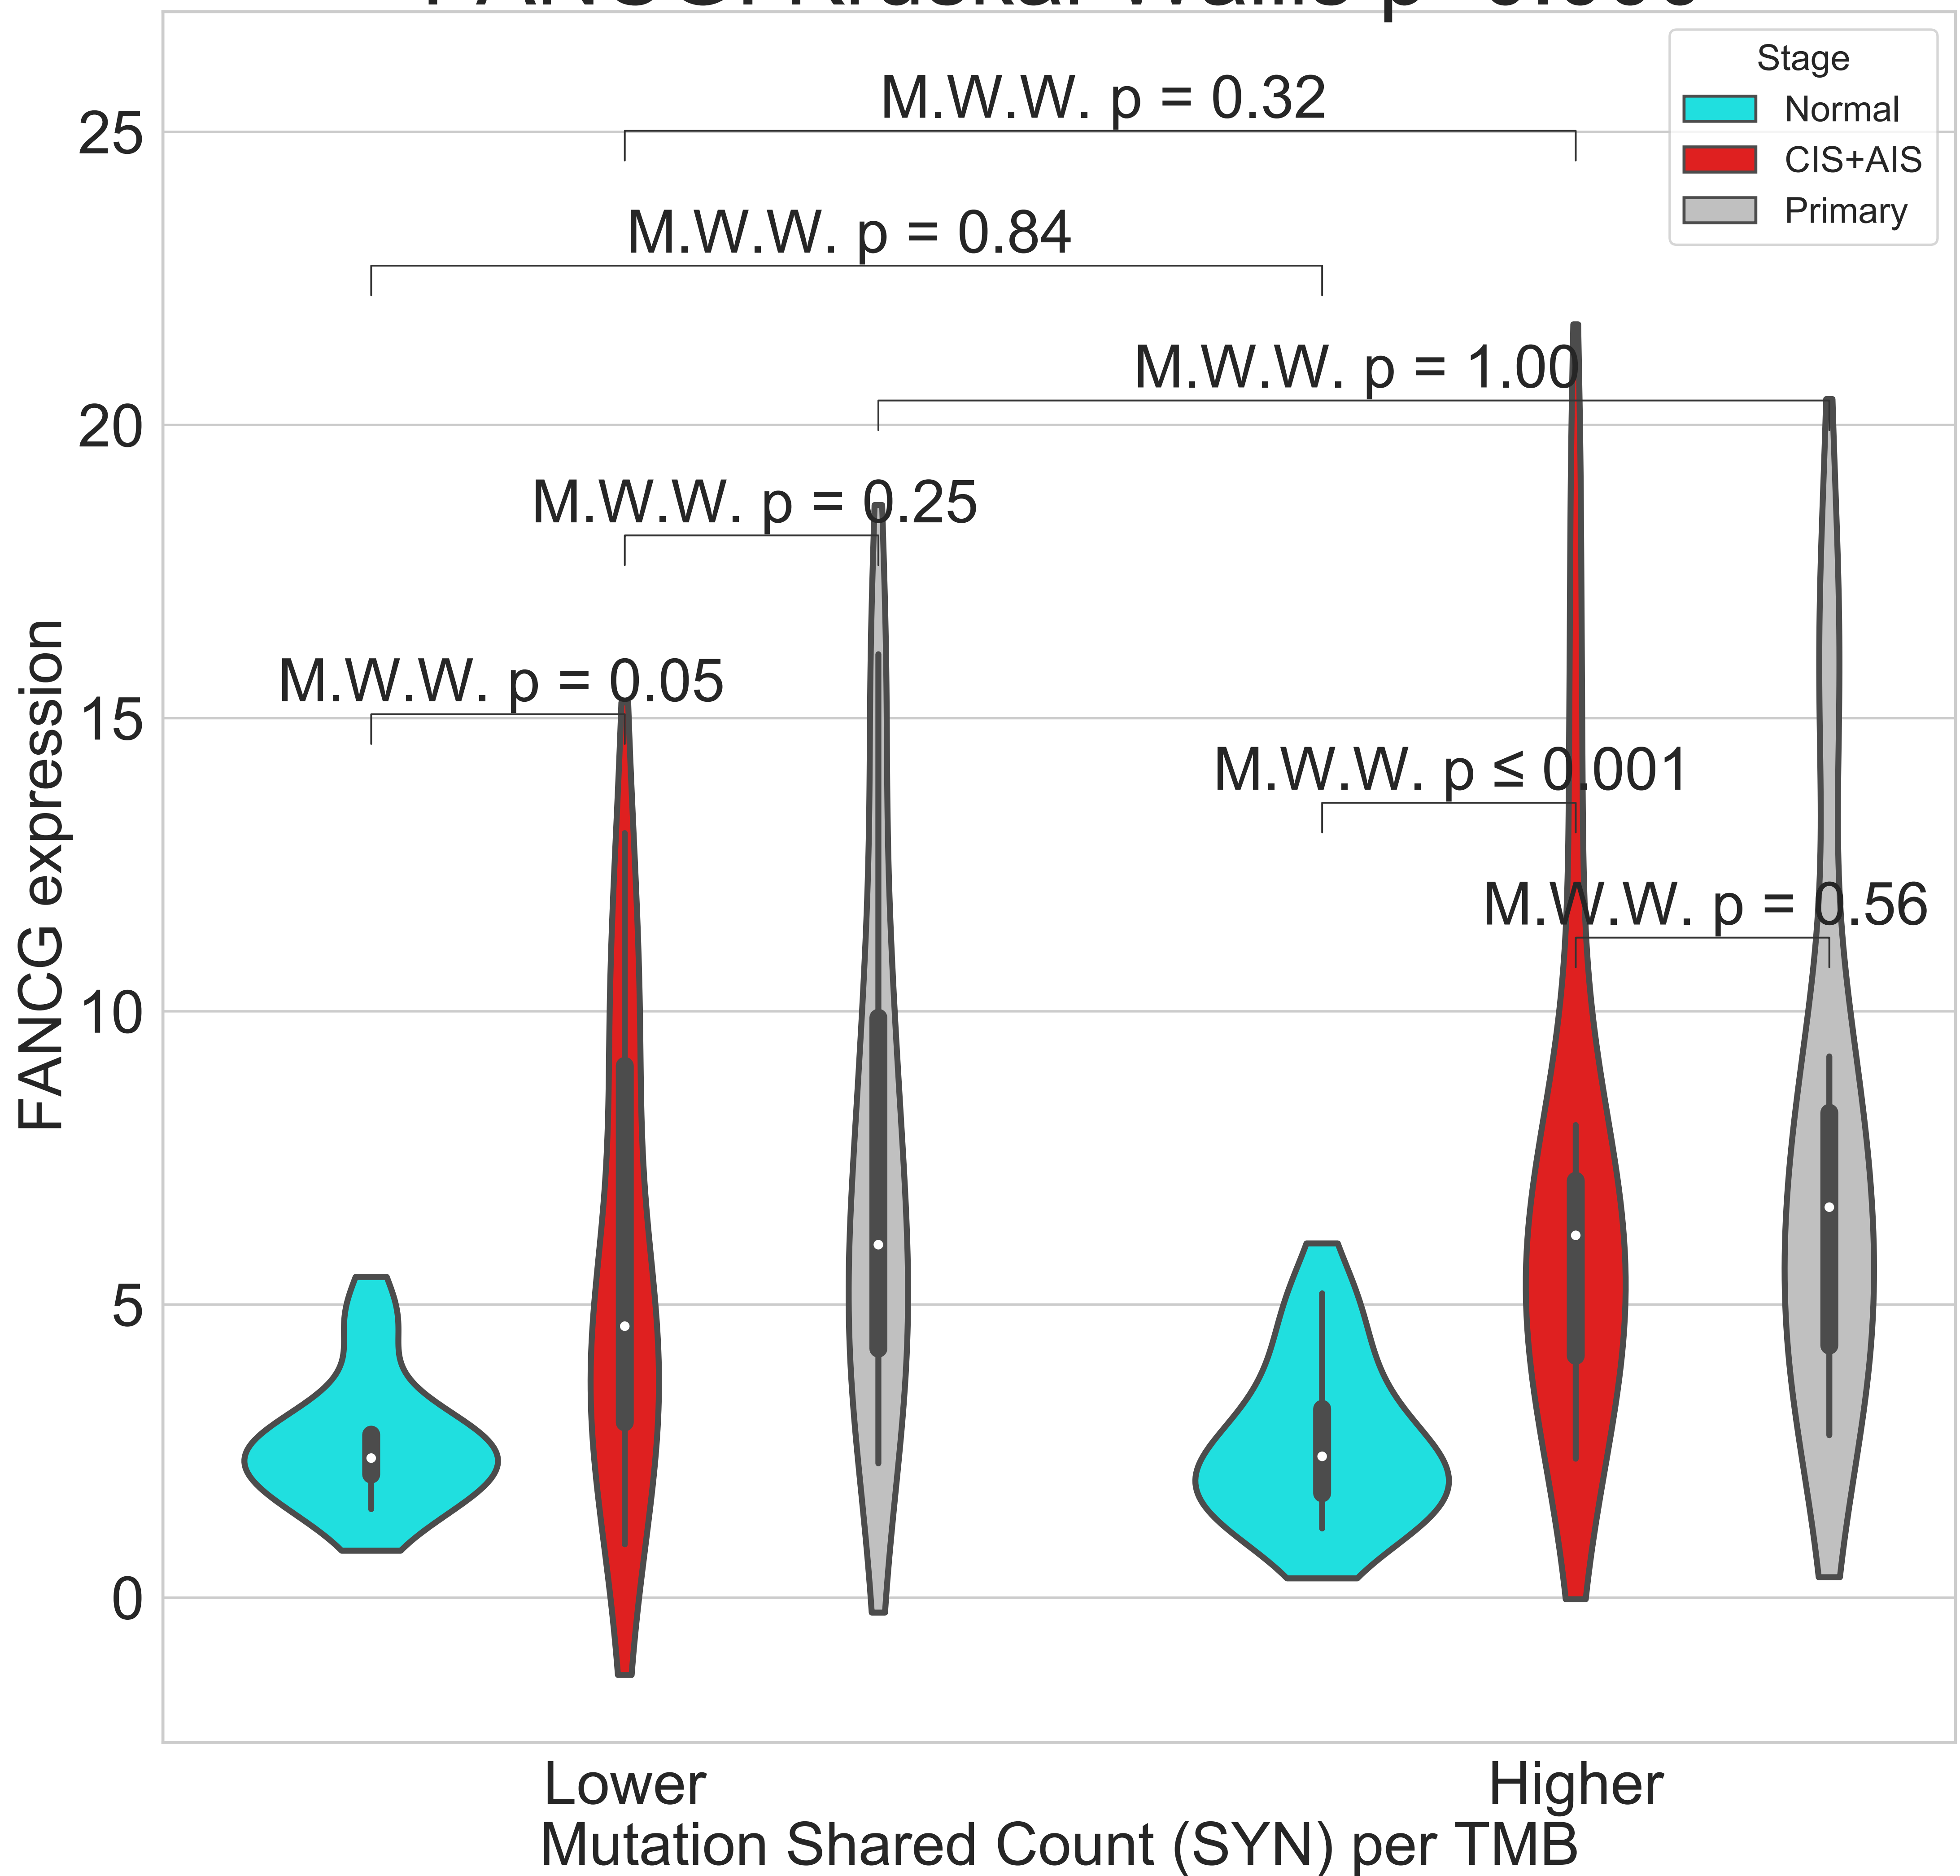 Stage
Normal
CIS+AIS
Primary
M.W.W. p = 0.32
M.W.W. p = 0.84
M.W.W. p = 1.00
M.W.W. p = 0.25
M.W.W. p = 0.05
M.W.W. p ≤ 0.001
M.W.W. p = 0.56
25
20
15
10
5
0
FANCG expression
Lower
Higher
Mutation Shared Count (SYN) per TMB